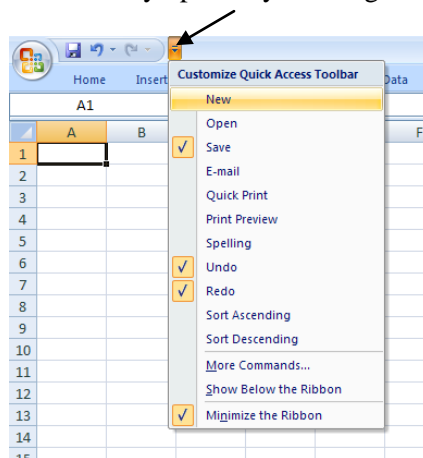 Home Insert Data
Customize Quick Access Toolbar
New
Open
Save
E-mail
Quick Print
Print Preview
Spelling
Undo
Redo
Sort Ascending
Sort Descending
More Commands...
Show Below the Ribbon
Minimize the Ribbon
A1
A B F
1
2
3
4
5
6
7
8
9
10
11
12
13
14
15